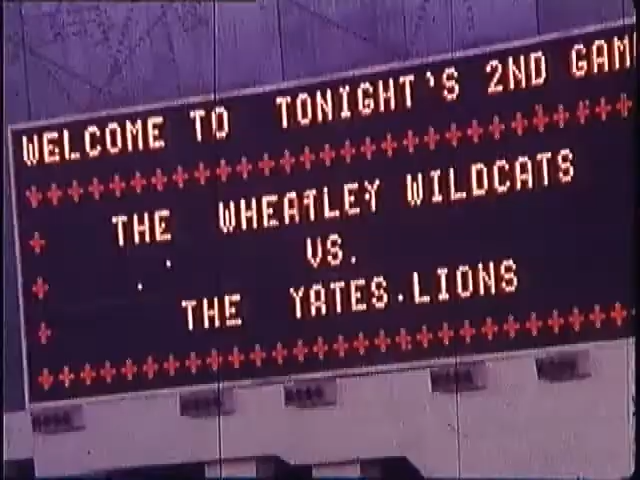 WELCOME TO TONIGHT'S 2ND GAM
THE WHEATLEY WILDCATS
VS.
THE YATES LIONS